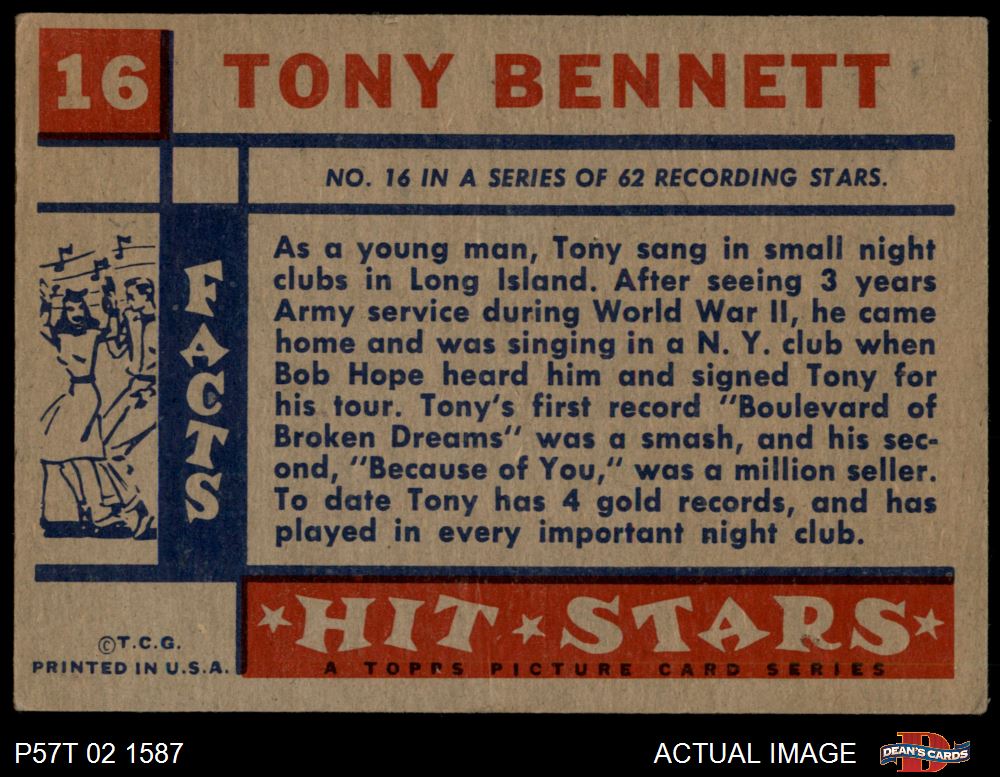 16
TONY BENNETT
NO. 16 IN A SERIES OF 62 RECORDING STARS.
FACTS
As a young man, Tony sang in small night
clubs in Long Island. After seeing 3 years
Army service during World War II, he came
home and was singing in a N. Y. club when
Bob Hope heard him and signed Tony for
his tour. Tony's first record "Boulevard of
Broken Dreams" was a smash, and his sec-
ond, "Because of You," was a million seller.
To date Tony has 4 gold records, and has
played in every important night club.
HIT STARS
A TOPPS PICTURE CARD SERIES
©T.C.G.
PRINTED IN U.S.A.
P57T 02 1587
ACTUAL IMAGE
DEAN'S CARDS